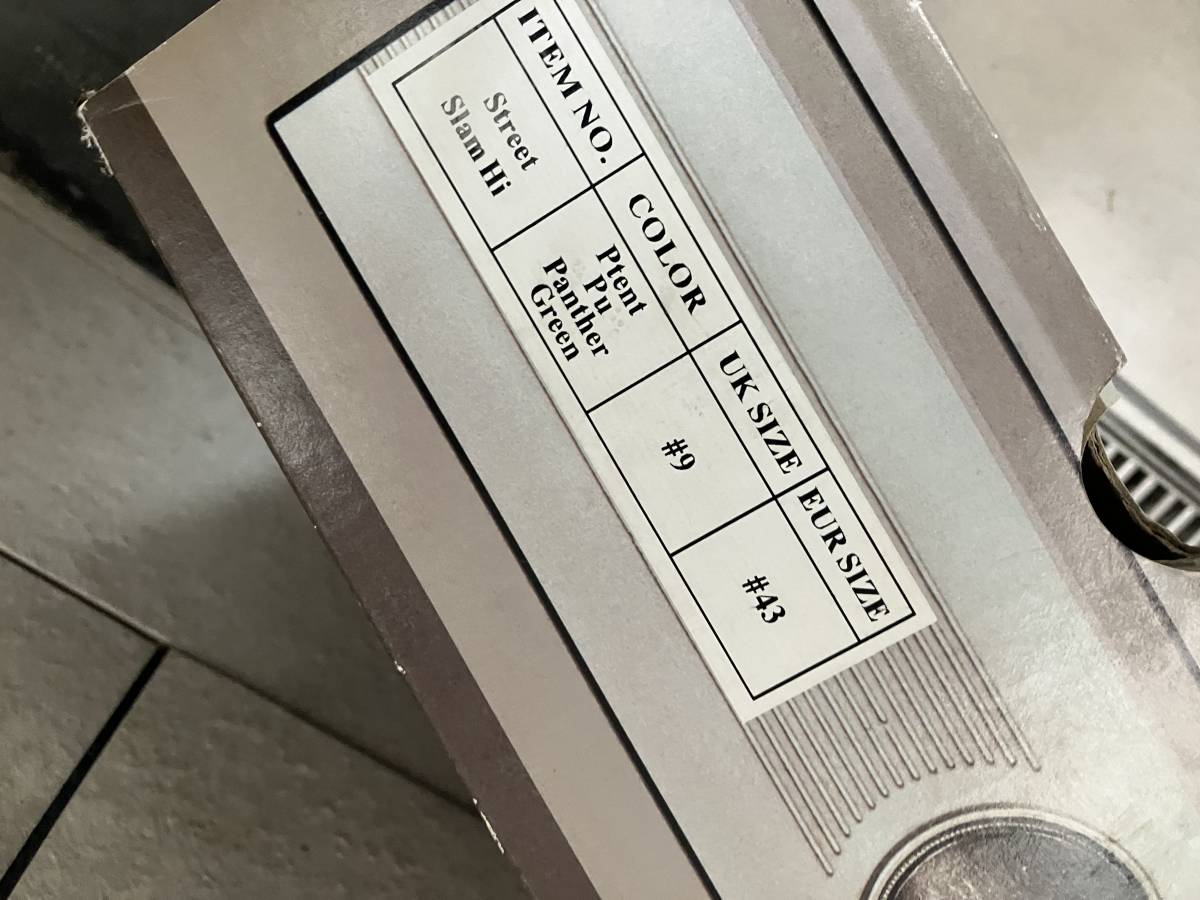 ITEM NO.
COLOR
UK SIZE
EUR SIZE
Street
Slam Hi
Ptent
Pu
Panther
Green
#9
#43